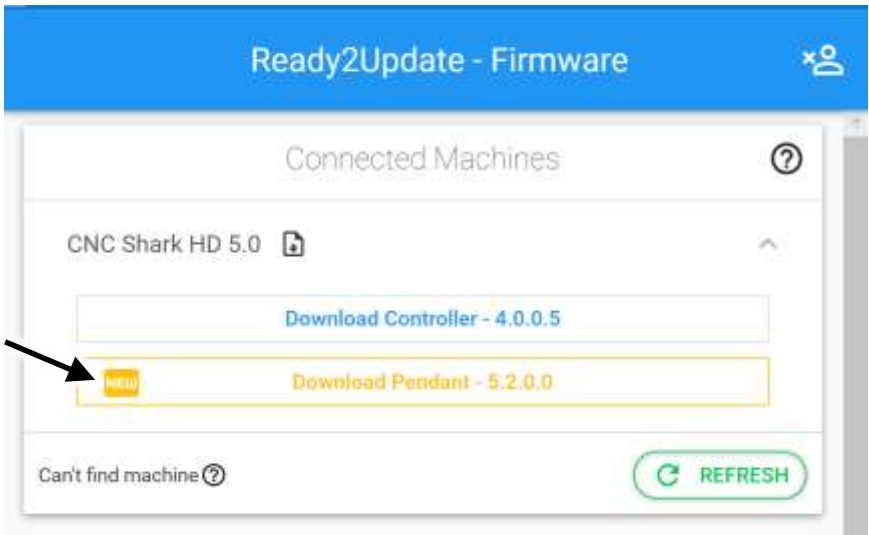 Ready2Update - Firmware
Connected Machines
CNC Shark HD 5.0
Download Controller - 4.0.0.5
NEW Download Pendant - 5.2.0.0
Can't find machine
REFRESH